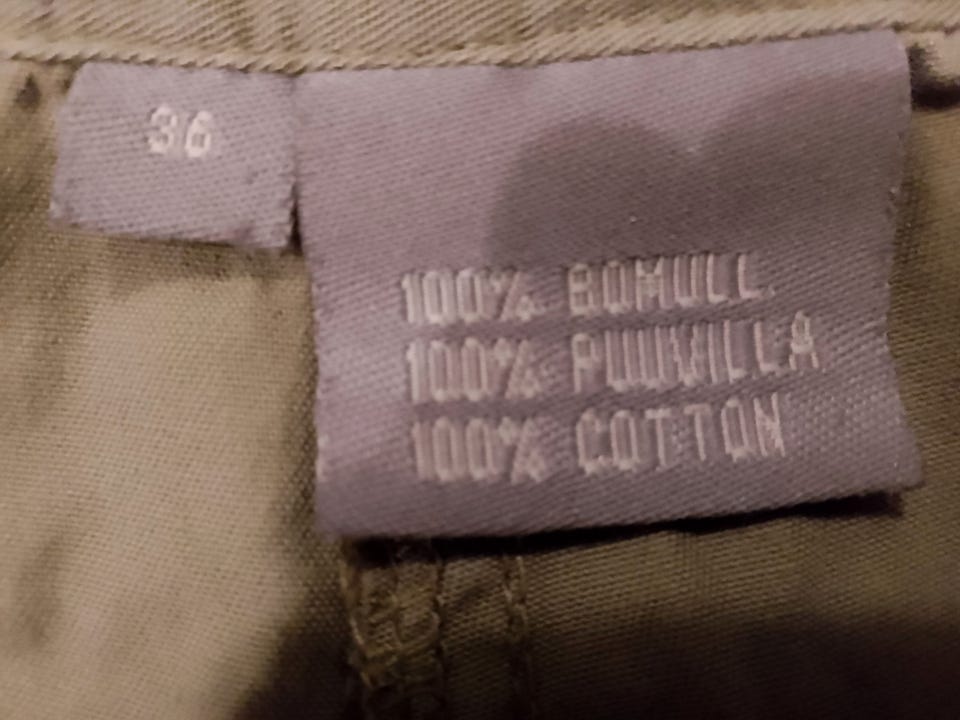 36
100% BOMULL
100% PUUVILLA
100% COTTON